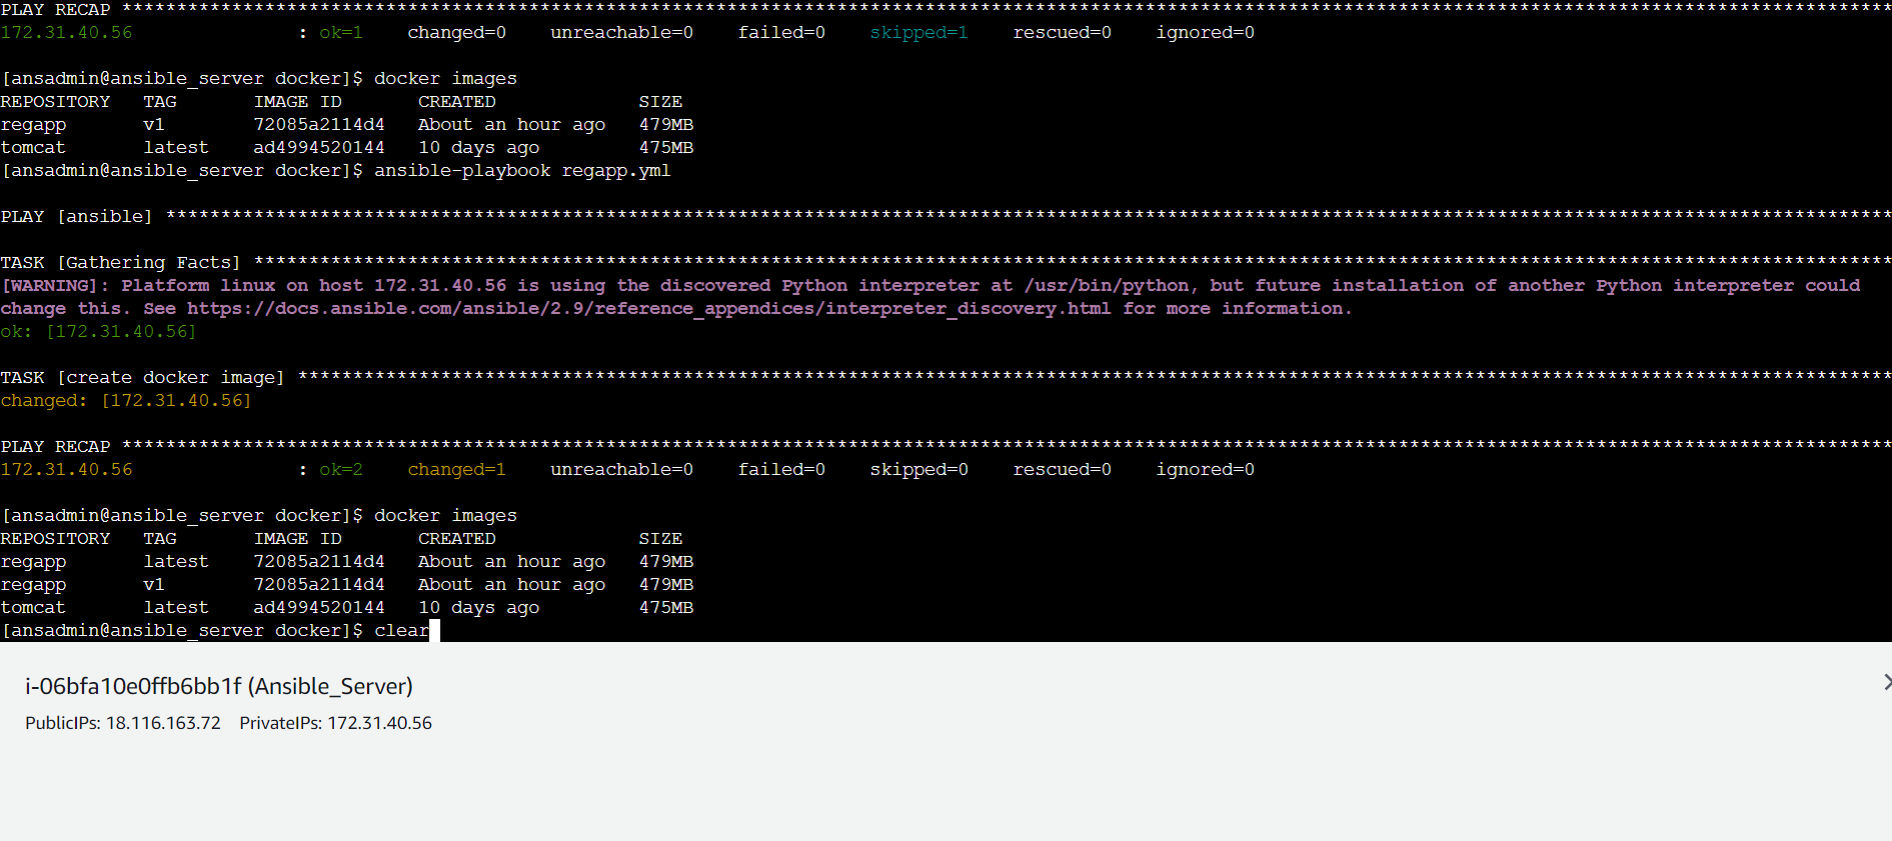 PLAY RECAP *****************************************************************************************************************************************************************
172.31.40.56               : ok=1    changed=0    unreachable=0    failed=0    skipped=1    rescued=0    ignored=0
[ansadmin@ansible_server docker]$ docker images
REPOSITORY   TAG       IMAGE ID       CREATED             SIZE
regapp       v1        72085a2114d4   About an hour ago   479MB
tomcat       latest    ad4994520144   10 days ago         475MB
[ansadmin@ansible_server docker]$ ansible-playbook regapp.yml
PLAY [ansible] *************************************************************************************************************************************************************
TASK [Gathering Facts] *****************************************************************************************************************************************************
[WARNING]: Platform linux on host 172.31.40.56 is using the discovered Python interpreter at /usr/bin/python, but future installation of another Python interpreter could
change this. See https://docs.ansible.com/ansible/2.9/reference_appendices/interpreter_discovery.html for more information.
ok: [172.31.40.56]
TASK [create docker image] *************************************************************************************************************************************************
changed: [172.31.40.56]
PLAY RECAP *****************************************************************************************************************************************************************
172.31.40.56               : ok=2    changed=1    unreachable=0    failed=0    skipped=0    rescued=0    ignored=0
[ansadmin@ansible_server docker]$ docker images
REPOSITORY   TAG       IMAGE ID       CREATED             SIZE
regapp       latest    72085a2114d4   About an hour ago   479MB
regapp       v1        72085a2114d4   About an hour ago   479MB
tomcat       latest    ad4994520144   10 days ago         475MB
[ansadmin@ansible_server docker]$ clear
i-06bfa10e0ffb6bb1f (Ansible_Server)
PublicIPs: 18.116.163.72    PrivateIPs: 172.31.40.56